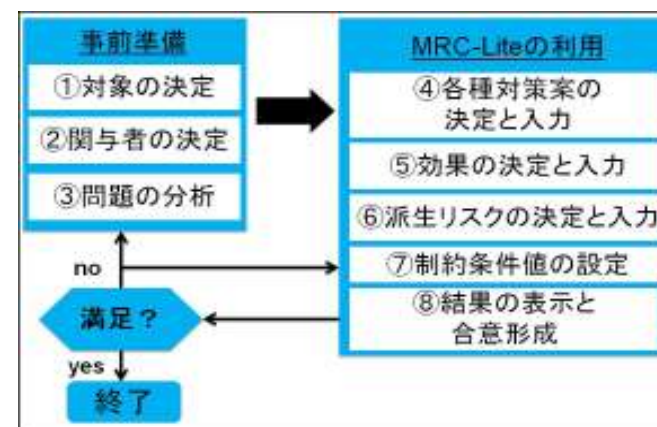 事前準備
①対象の決定
②関与者の決定
③問題の分析
MRC-Liteの利用
④各種対策案の
決定と入力
⑤効果の決定と入力
⑥派生リスクの決定と入力
⑦制約条件値の設定
⑧結果の表示と
合意形成
no
満足？
yes
終了